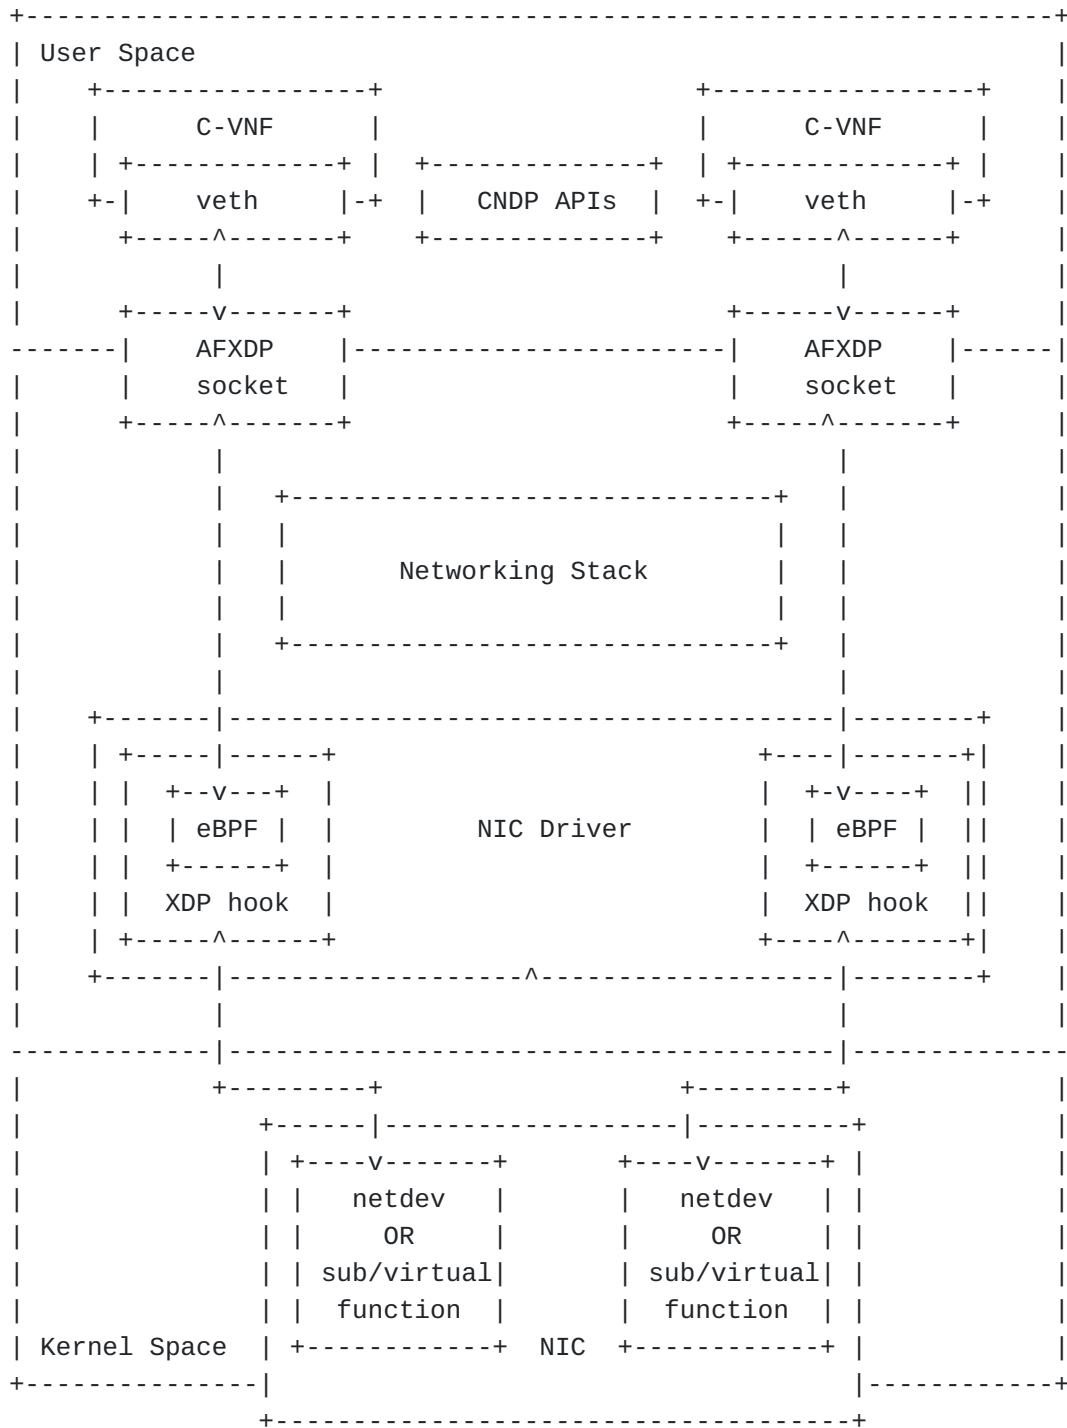 User Space
C-VNF C-VNF
veth CNDP APIs veth
AFXDP AFXDP
socket socket
Networking Stack
eBPF NIC Driver eBPF
XDP hook XDP hook
netdev netdev
OR OR
sub/virtual sub/virtual
function function
Kernel Space NIC